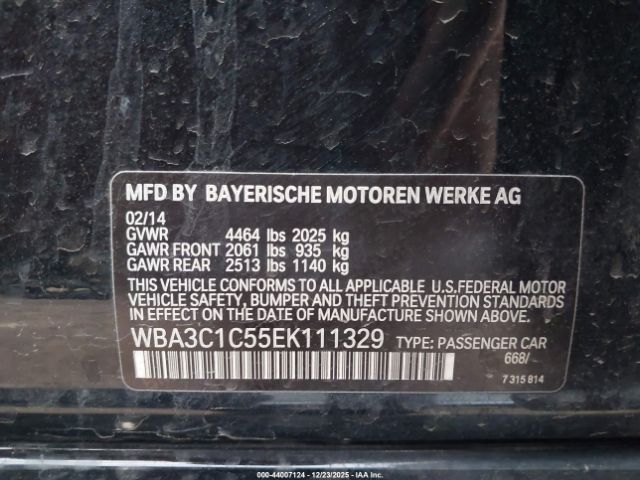 MFD BY BAYERISCHE MOTOREN WERKE AG
02/14
GVWR 4464 lbs 2025 kg
GAWR FRONT 2061 lbs 935 kg
GAWR REAR 2513 lbs 1140 kg
THIS VEHICLE CONFORMS TO ALL APPLICABLE U.S.FEDERAL MOTOR
VEHICLE SAFETY, BUMPER AND THEFT PREVENTION STANDARDS
IN EFFECT ON THE DATE OF MANUFACTURE SHOWN ABOVE.
WBA3C1C55EK111329 TYPE: PASSENGER CAR
668/
7 315 814
000-44007124 - 12/23/2025 - IAAI.com